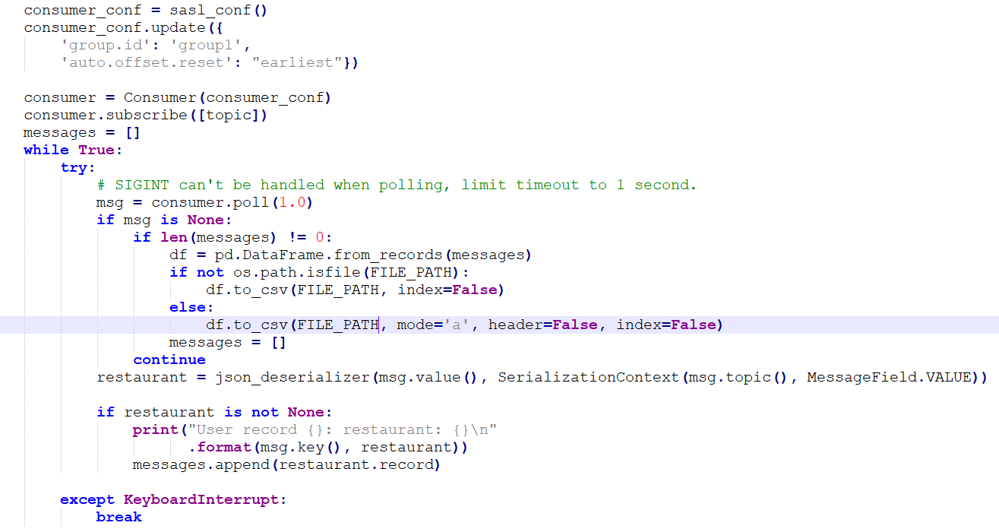 consumer_conf = sasl_conf()
consumer_conf.update({
    'group.id': 'group1',
    'auto.offset.reset': "earliest"})

consumer = Consumer(consumer_conf)
consumer.subscribe([topic])
messages = []
while True:
    try:
        # SIGINT can't be handled when polling, limit timeout to 1 second.
        msg = consumer.poll(1.0)
        if msg is None:
            if len(messages) != 0:
                df = pd.DataFrame.from_records(messages)
                if not os.path.isfile(FILE_PATH):
                    df.to_csv(FILE_PATH, index=False)
                else:
                    df.to_csv(FILE_PATH, mode='a', header=False, index=False)
                messages = []
            continue
        restaurant = json_deserializer(msg.value(), SerializationContext(msg.topic(), MessageField.VALUE))

        if restaurant is not None:
            print("User record {}: restaurant: {}\n"
                  .format(msg.key(), restaurant))
            messages.append(restaurant.record)

    except KeyboardInterrupt:
        break